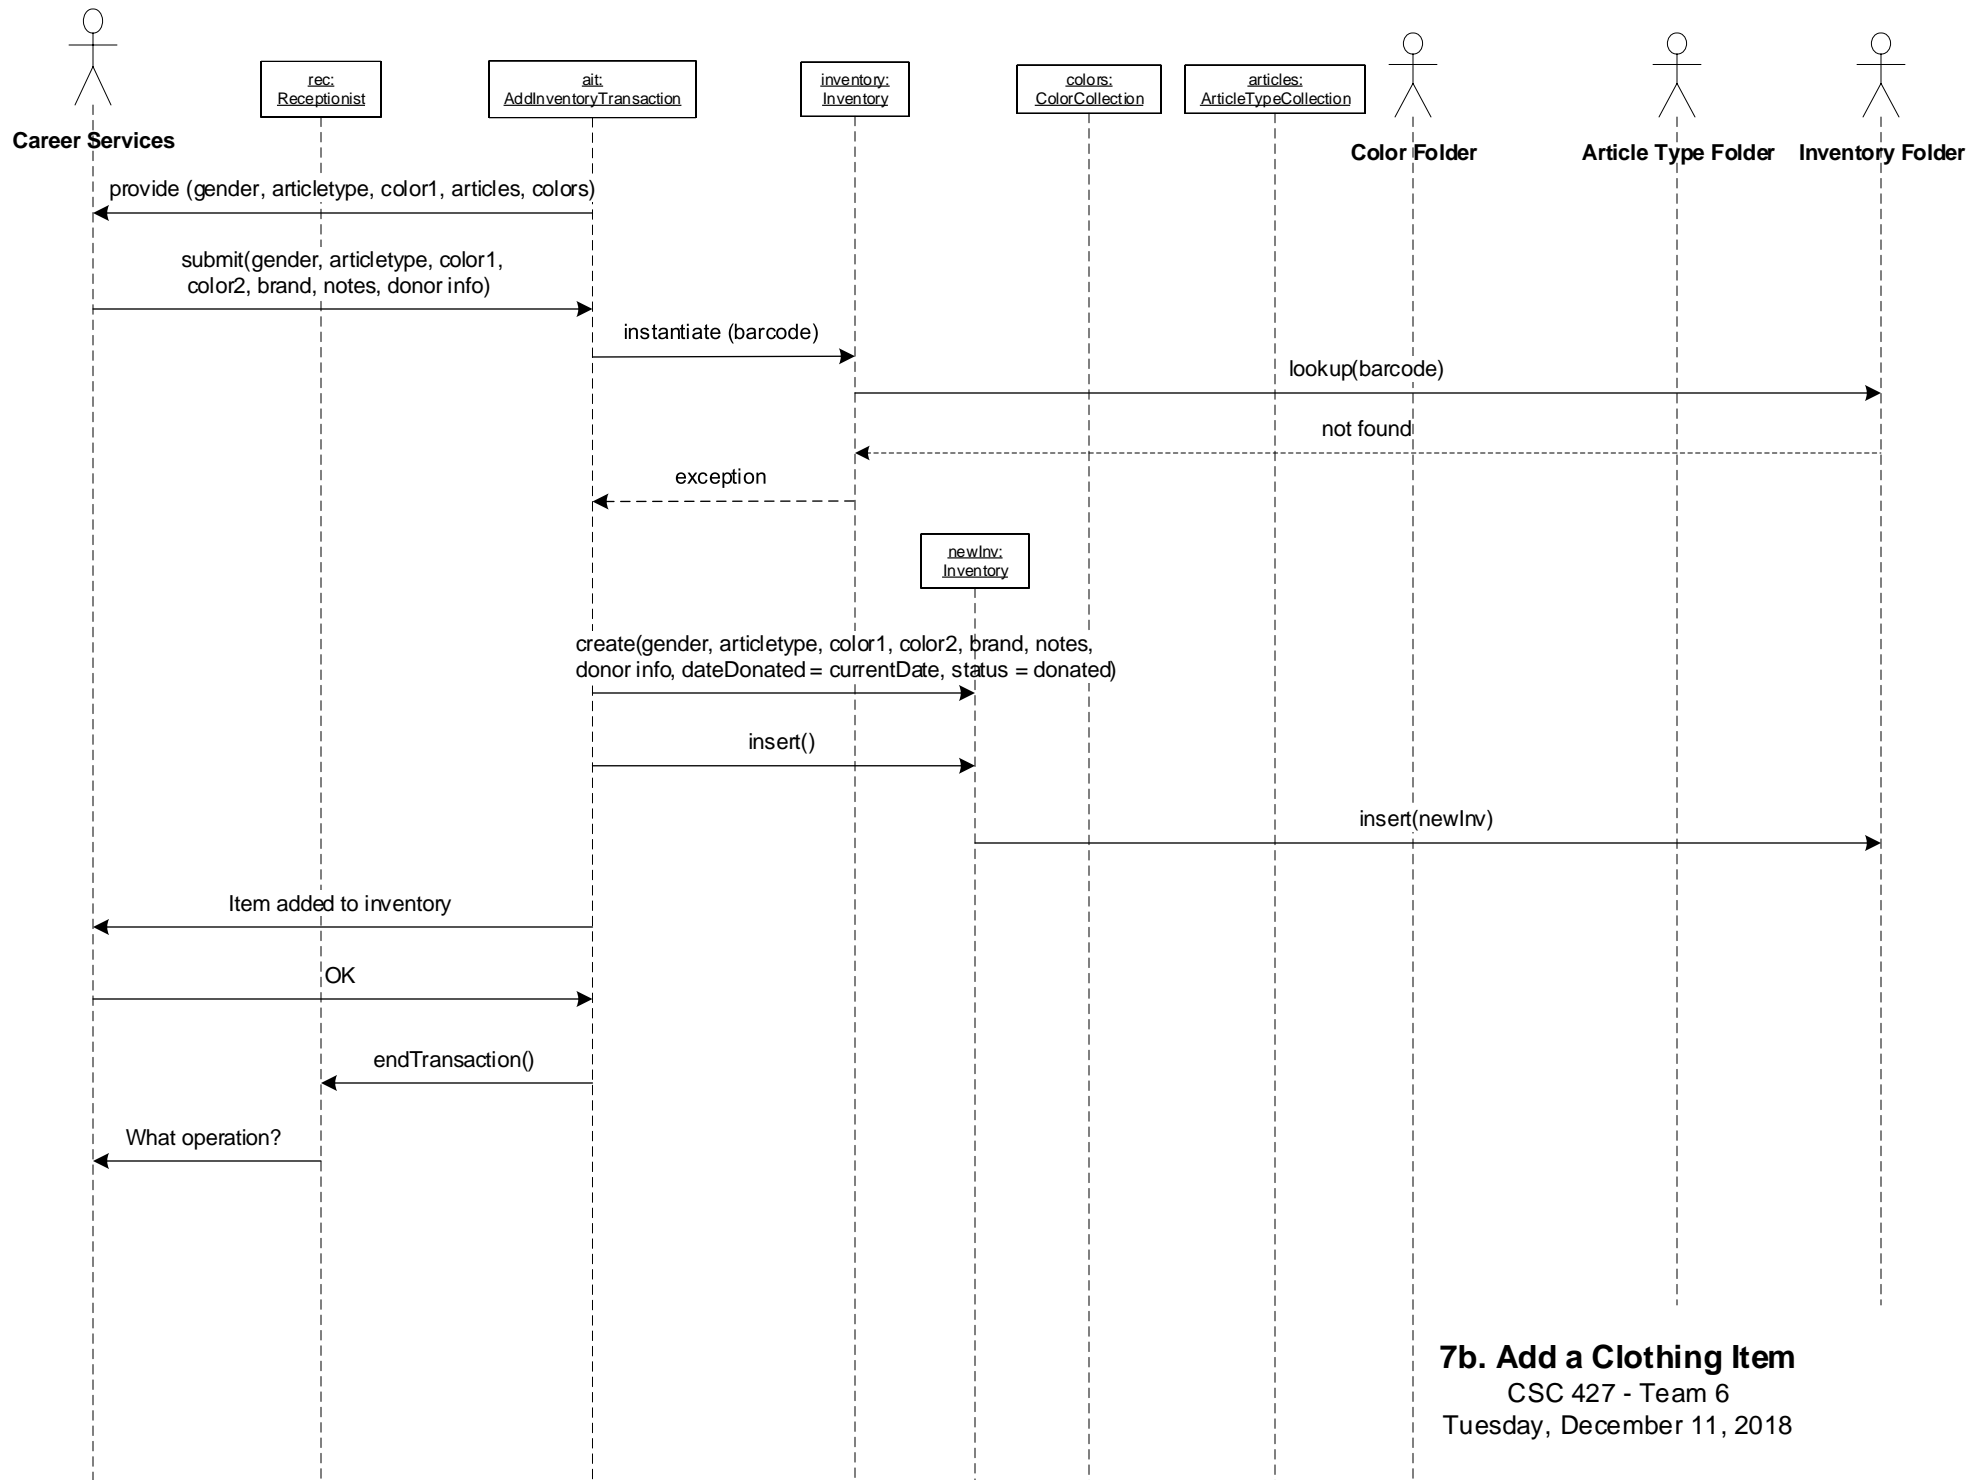 rec:
Receptionist
ait:
AddInventoryTransaction
inventory:
Inventory
colors:
ColorCollection
articles:
ArticleTypeCollection
Career Services
Color Folder
Article Type Folder
Inventory Folder
provide (gender, articletype, color1, articles, colors)
submit(gender, articletype, color1,
color2, brand, notes, donor info)
instantiate (barcode)
lookup(barcode)
not found
exception
newInv:
Inventory
create(gender, articletype, color1, color2, brand, notes,
donor info, dateDonated = currentDate, status = donated)
insert()
insert(newInv)
Item added to inventory
OK
endTransaction()
What operation?
7b. Add a Clothing Item
CSC 427 - Team 6
Tuesday, December 11, 2018